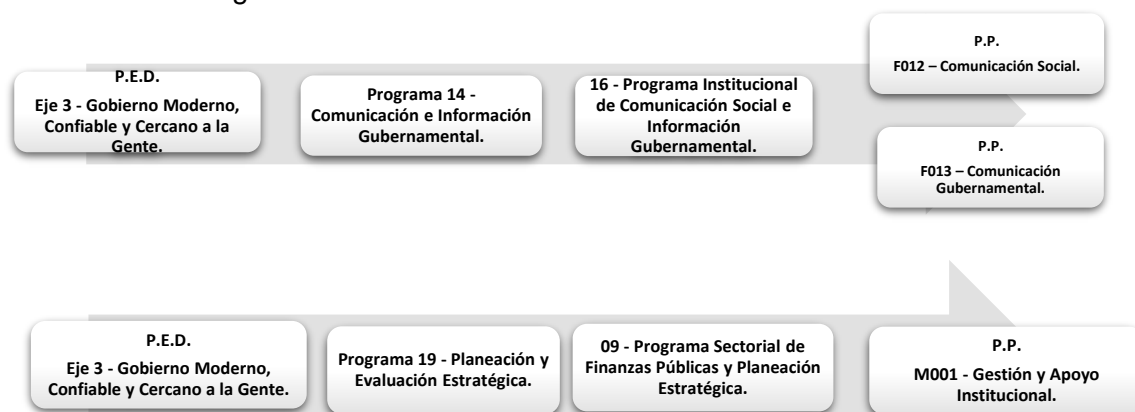 P.E.D.
Eje 3 - Gobierno Moderno,
Confiable y Cercano a la
Gente.
Programa 14 -
Comunicación e Información
Gubernamental.
16 - Programa Institucional
de Comunicación Social e
Información
Gubernamental.
P.P.
F012 – Comunicación Social.
P.P.
F013 – Comunicación
Gubernamental.
P.E.D.
Eje 3 - Gobierno Moderno,
Confiable y Cercano a la Gente.
Programa 19 - Planeación y
Evaluación Estratégica.
09 - Programa Sectorial de
Finanzas Públicas y Planeación
Estratégica.
P.P.
M001 - Gestión y Apoyo
Institucional.